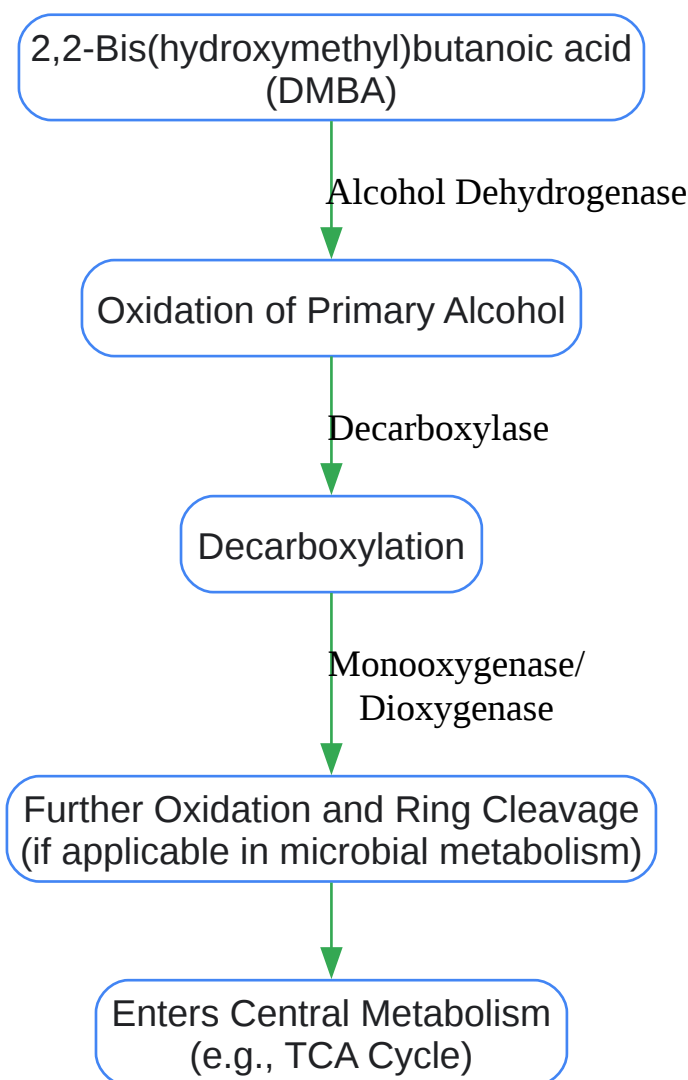 2,2-Bis(hydroxymethyl)butanoic acid
(DMBA)
Alcohol Dehydrogenase
Oxidation of Primary Alcohol
Decarboxylase
Decarboxylation
Monooxygenase/
Dioxygenase
Further Oxidation and Ring Cleavage
(if applicable in microbial metabolism)
Enters Central Metabolism
(e.g., TCA Cycle)